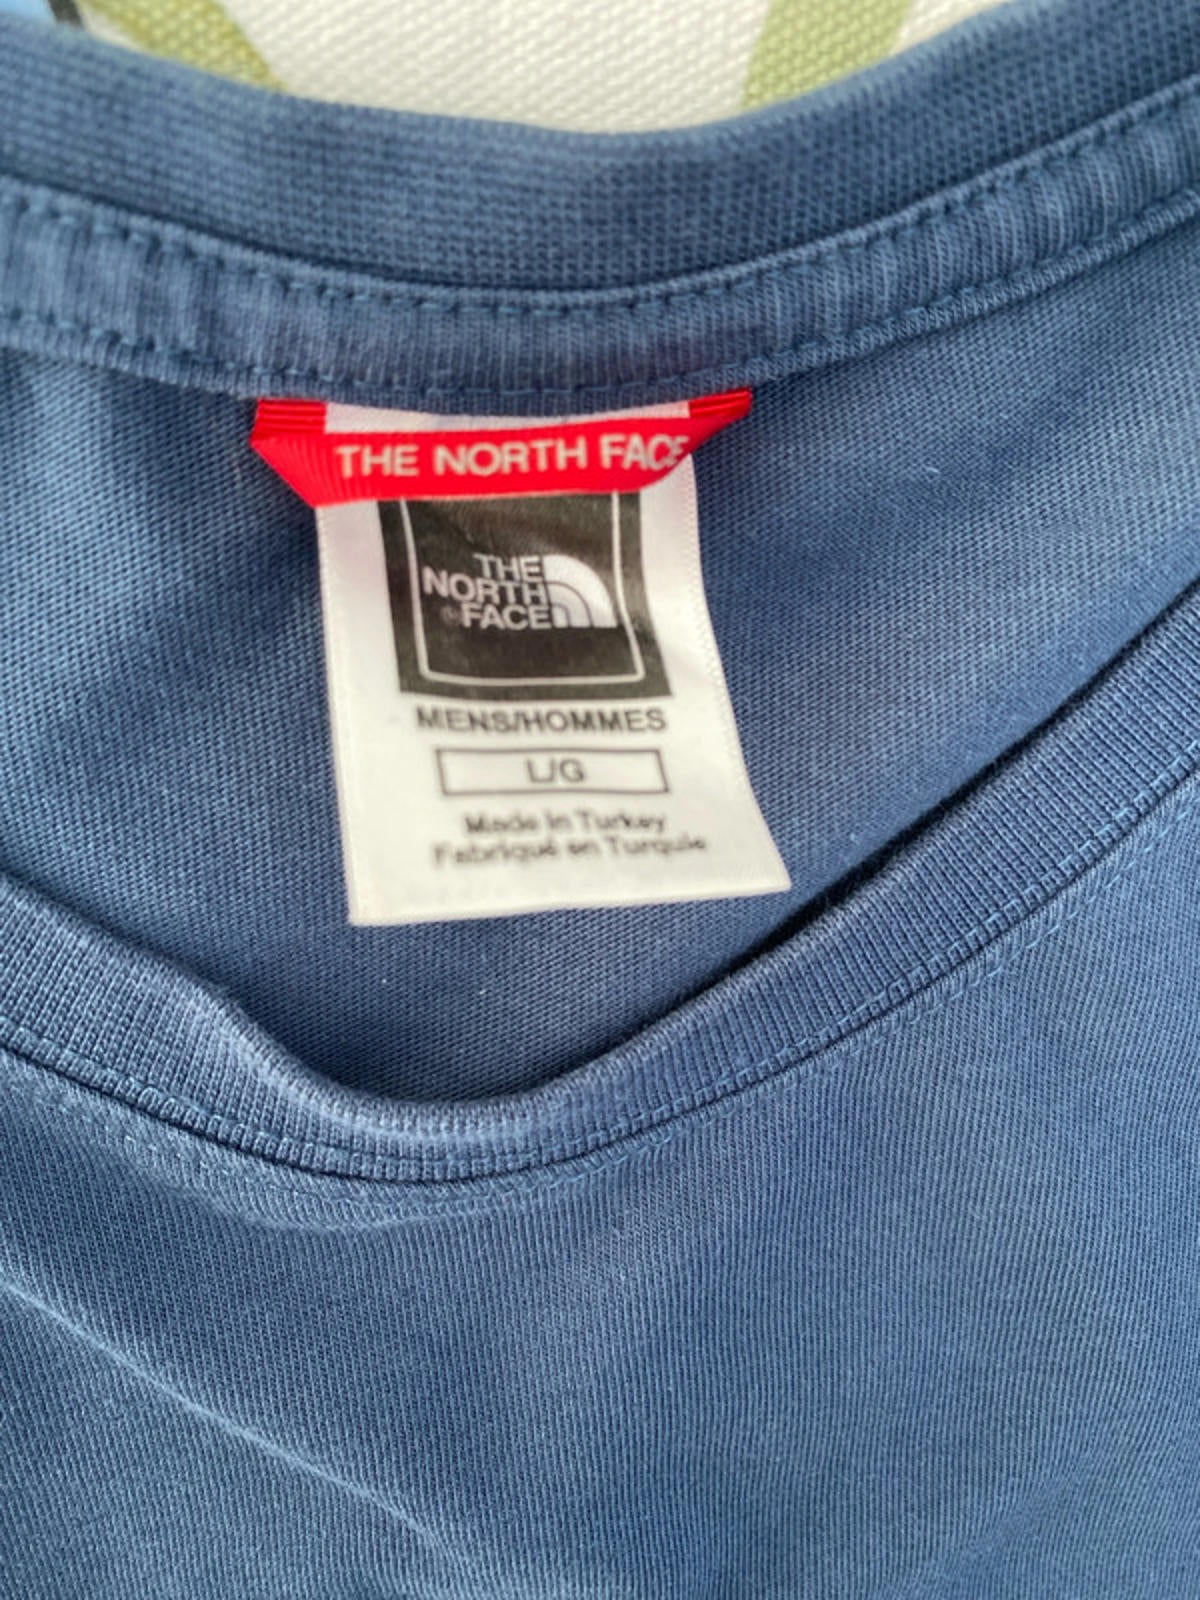 THE NORTH FACE
THE
NORTH
FACE
MENS/HOMMES
L/G
Made in Turkey
Fabriqué en Turquie